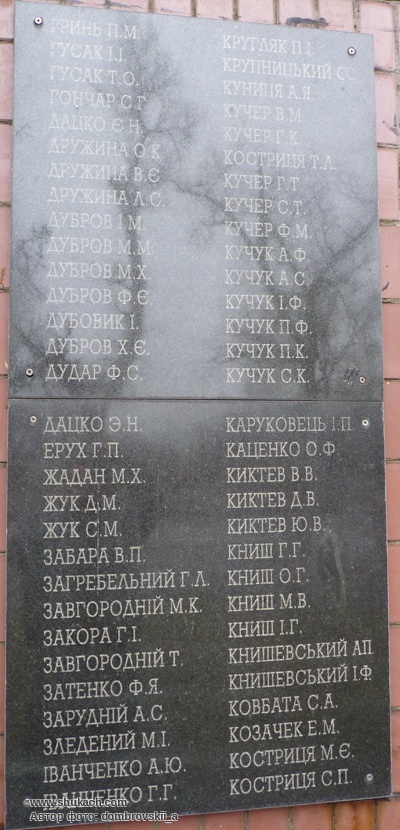 ГРИНЬ П.М.
ГУСАК І.І.
ГУСАК Т.О.
ГОНЧАР С.Г.
ДАЦКО Є.Н.
ДРУЖИНА О.К.
ДРУЖИНА В.Є.
ДРУЖИНА Л.С.
ДУБРОВ І.М.
ДУБРОВ М.М.
ДУБРОВ М.Х.
ДУБРОВ Ф.Є.
ДУБОВИК І.
ДУБРОВ Х.Є.
ДУДАР Ф.С.
КРУГЛЯК П.І.
КРУПНИЦЬКИЙ С.С.
КУНИЦЯ А.Я.
КУЧЕР В.М.
КУЧЕР Г.К.
КОСТРИЦЯ Т.Л.
КУЧЕР Г.Т.
КУЧЕР С.Т.
КУЧЕР Ф.М.
КУЧУК А.Ф.
КУЧУК А.С.
КУЧУК І.Ф.
КУЧУК П.Ф.
КУЧУК П.К.
КУЧУК С.К.
ДАЦКО Э.Н.
ЕРУХ Г.П.
ЖАДАН М.Х.
ЖУК Д.М.
ЖУК С.М.
ЗАБАРА В.П.
ЗАГРЕБЕЛЬНИЙ Г.Л.
ЗАВГОРОДНІЙ М.К.
ЗАКОРА Г.І.
ЗАВГОРОДНІЙ Т.
ЗАТЕНКО Ф.Я.
ЗАРУДНІЙ А.С.
ЗЛЕДЕНИЙ М.І.
ІВАНЧЕНКО А.Ю.
ІВАНЧЕНКО Г.Г.
КАРУКОВЕЦЬ І.П.
КАЦЕНКО О.Ф.
КИКТЕВ В.В.
КИКТЕВ Д.В.
КИКТЕВ Ю.В.
КНИШ Г.Г.
КНИШ О.Г.
КНИШ М.В.
КНИШ І.Г.
КНИШЕВСЬКИЙ А.П.
КНИШЕВСЬКИЙ І.Ф.
КОВБАТА С.А.
КОЗАЧЕК Е.М.
КОСТРИЦЯ М.Є.
КОСТРИЦЯ С.П.
©www.shukach.com
Автор фото: dombrovskii_a